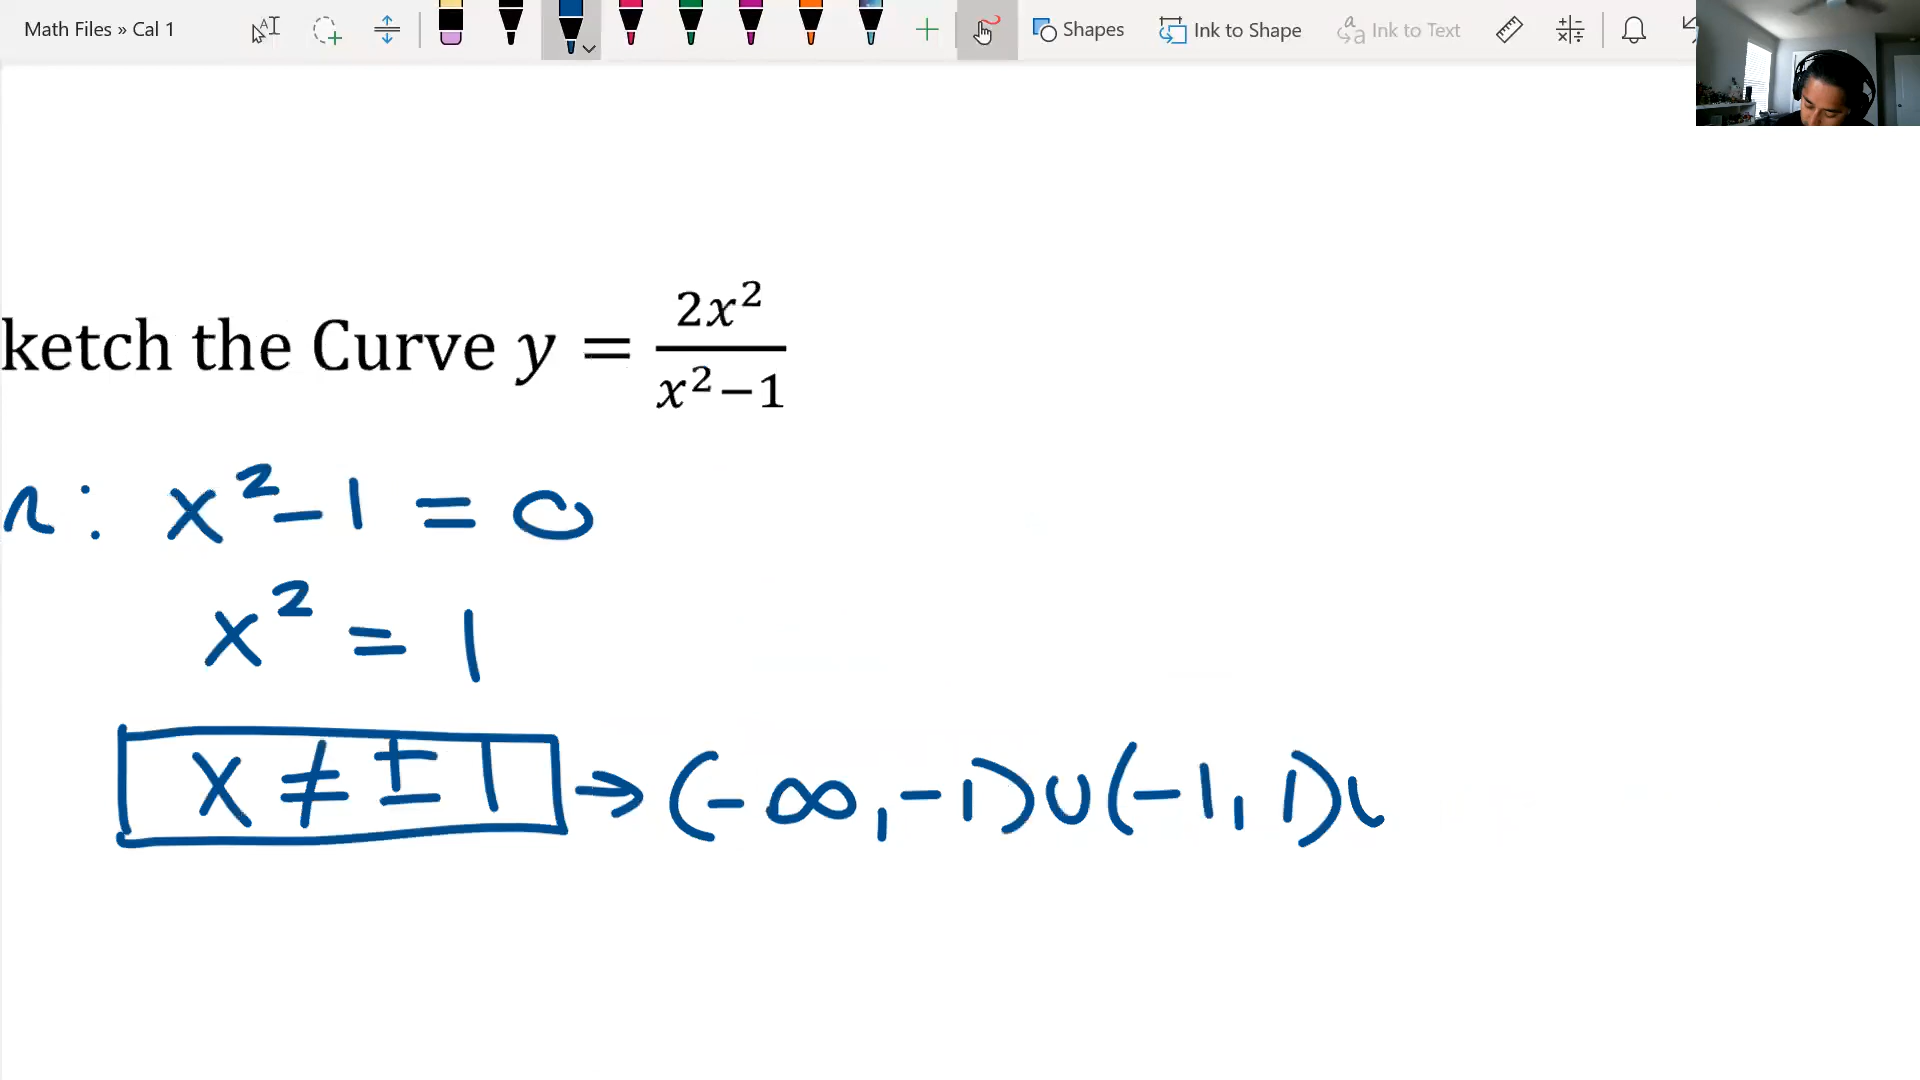 Math Files » Cal 1
Shapes
Ink to Shape
Ink to Text
ketch the Curve y = 2x²/x²−1
n: x² - 1 = 0
x² = 1
x ≠ ± 1 → (-∞, -1) ∪ (-1, 1) ∪